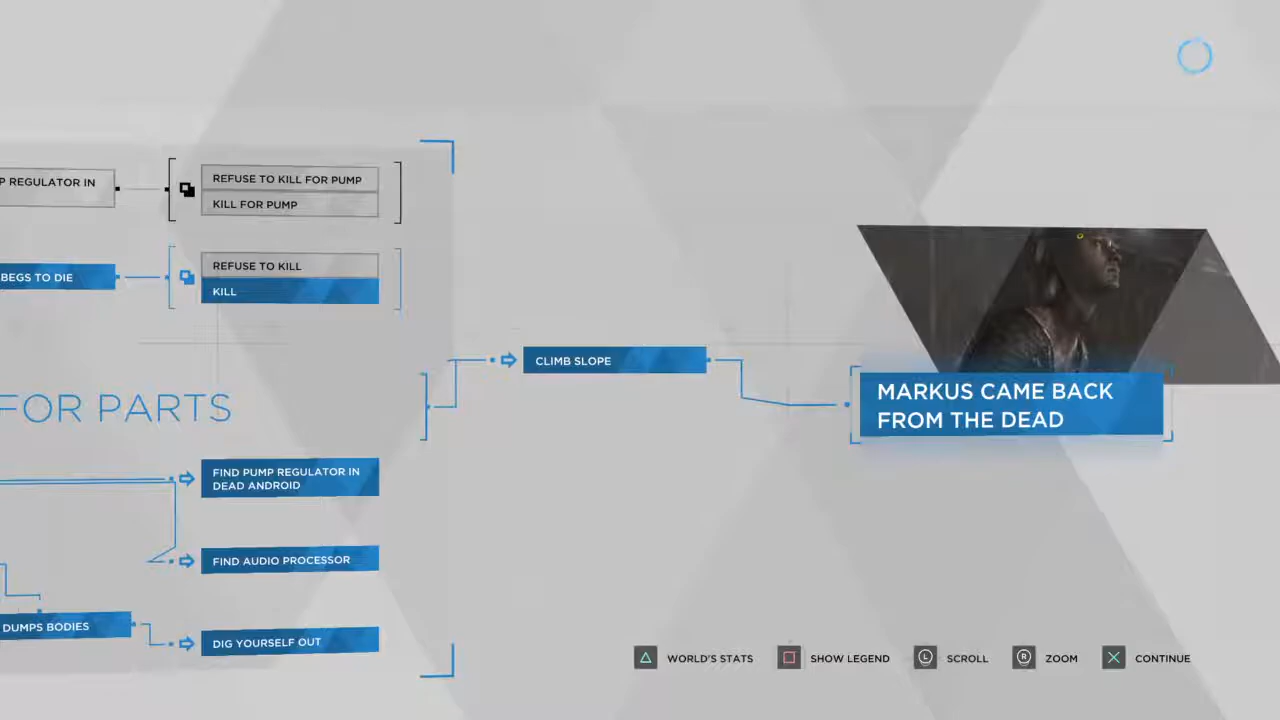 P REGULATOR IN
REFUSE TO KILL FOR PUMP
KILL FOR PUMP
BEGS TO DIE
REFUSE TO KILL
KILL
FOR PARTS
CLIMB SLOPE
MARKUS CAME BACK
FROM THE DEAD
FIND PUMP REGULATOR IN
DEAD ANDROID
FIND AUDIO PROCESSOR
DUMPS BODIES
DIG YOURSELF OUT
WORLD'S STATS
SHOW LEGEND
L
SCROLL
R
ZOOM
CONTINUE